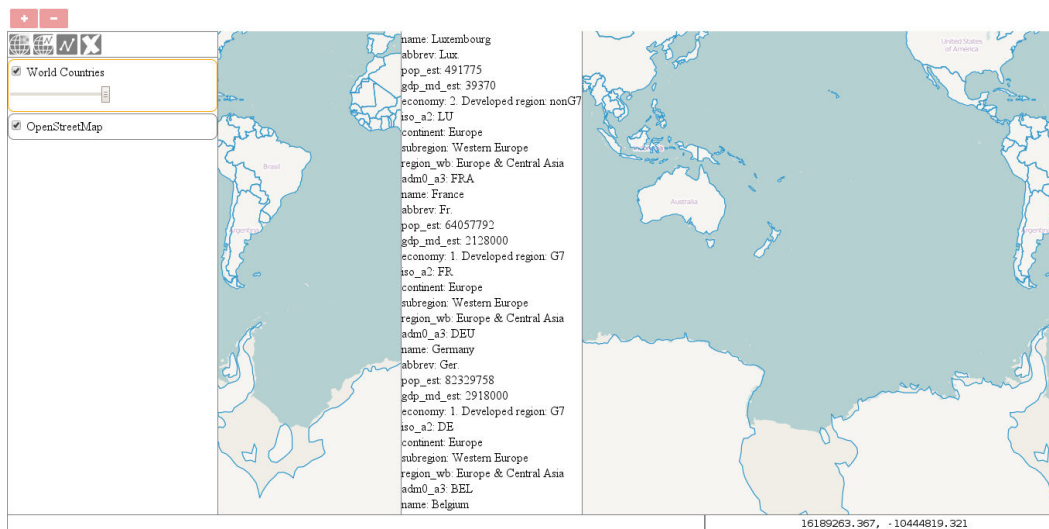 + -
World Countries
OpenStreetMap
Brasil
Argentina
name: Luxembourg
abbrev: Lux.
pop_est: 491775
gdp_md_est: 39370
economy: 2. Developed region: nonG7
iso_a2: LU
continent: Europe
subregion: Western Europe
region_wb: Europe & Central Asia
adm0_a3: FRA
name: France
abbrev: Fr.
pop_est: 64057792
gdp_md_est: 2128000
economy: 1. Developed region: G7
iso_a2: FR
continent: Europe
subregion: Western Europe
region_wb: Europe & Central Asia
adm0_a3: DEU
name: Germany
abbrev: Ger.
pop_est: 82329758
gdp_md_est: 2918000
economy: 1. Developed region: G7
iso_a2: DE
continent: Europe
subregion: Western Europe
region_wb: Europe & Central Asia
adm0_a3: BEL
name: Belgium
Indonesia
Australia
United States
of America
16189263.367, -10444819.321